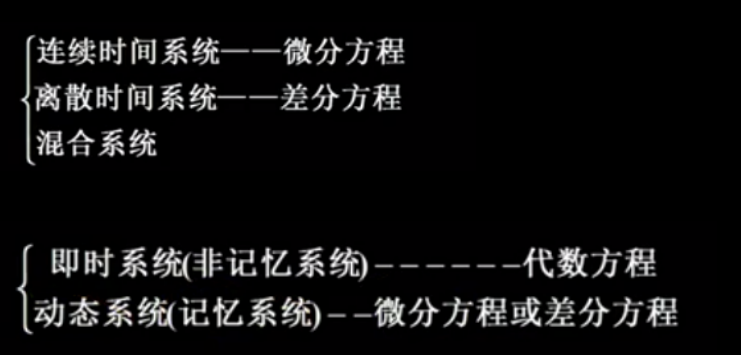 连续时间系统——微分方程
离散时间系统——差分方程
混合系统
即时系统(非记忆系统)------代数方程
动态系统(记忆系统)--微分方程或差分方程